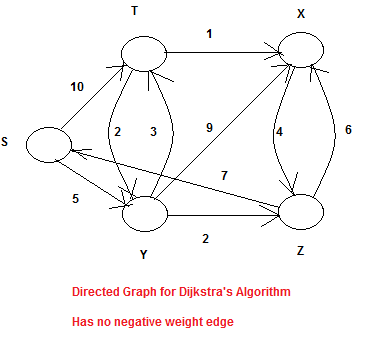 T
X
1
10
S
2
3
9
4
6
7
5
2
Y
Z
Directed Graph for Dijkstra's Algorithm
Has no negative weight edge